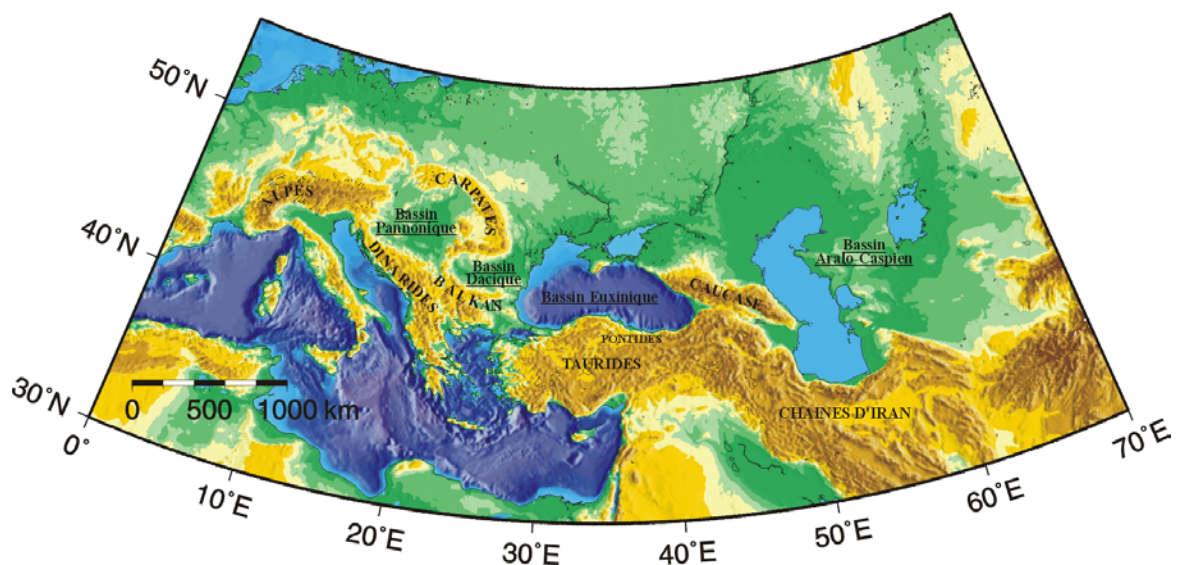 50°N
40°N
30°N
ALPES
CARPATES
Bassin
Pannonique
DINARIDES
BALKAN
Bassin
Dacique
Bassin Euxinique
CAUCASE
Bassin
Aralo-Caspien
PONTIDES
TAURIDES
CHAINES D'IRAN
0 500 1000 km
0°
10°E
20°E
30°E
40°E
50°E
60°E
70°E